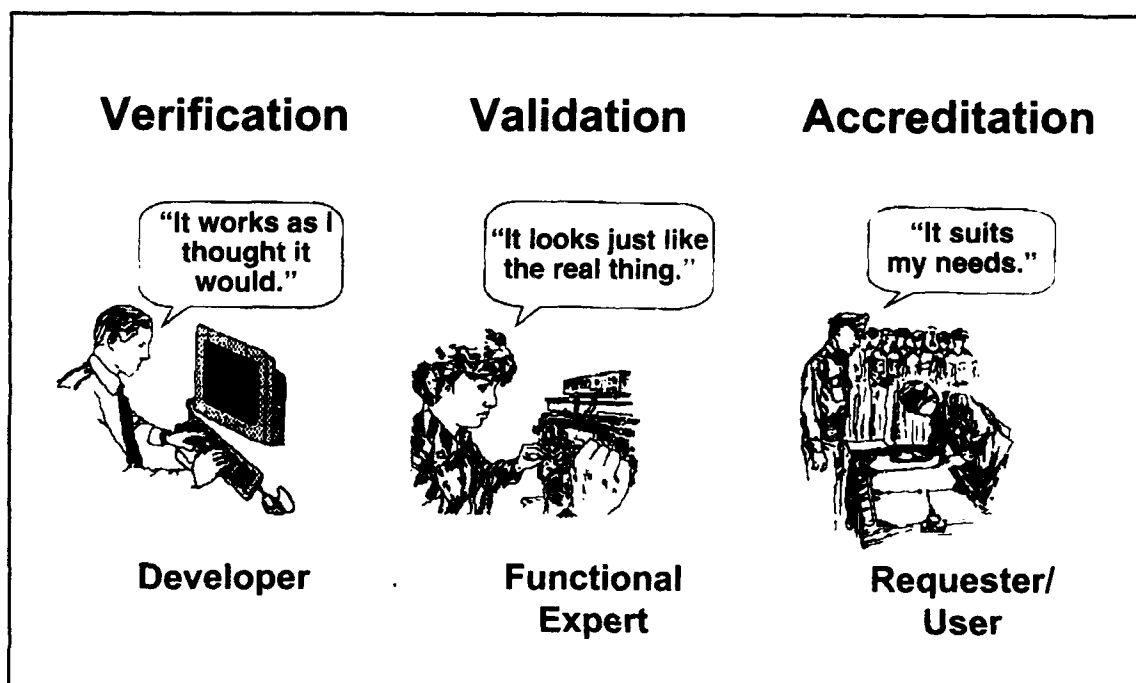 Verification
"It works as I
thought it
would."
Developer
Validation
"It looks just like
the real thing."
Functional
Expert
Accreditation
"It suits
my needs."
Requester/
User